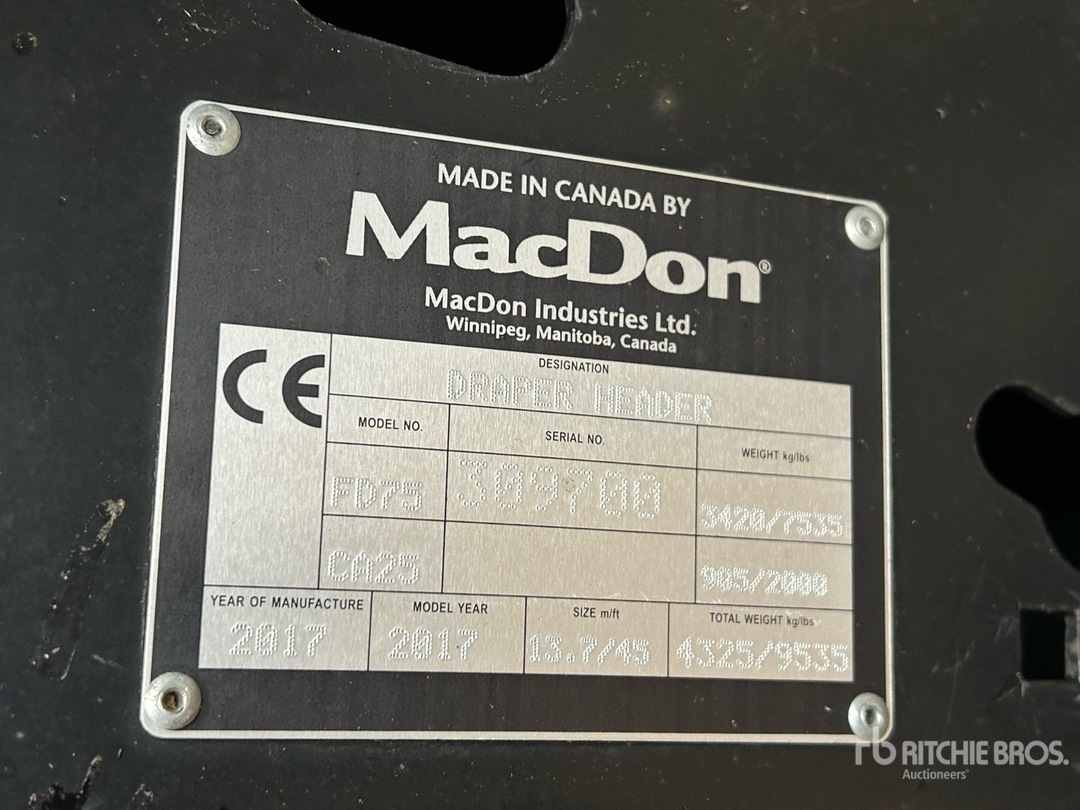 MADE IN CANADA BY
MacDon®
MacDon Industries Ltd.
Winnipeg, Manitoba, Canada
CE
DESIGNATION
DRAPER HEADER
MODEL NO. SERIAL NO. WEIGHT kg/lbs
FD75 309700 3420/7535
CA25 905/2000
YEAR OF MANUFACTURE MODEL YEAR SIZE m/ft TOTAL WEIGHT kg/lbs
2017 2017 13.7/45 4325/9535
rb RITCHIE BROS.
Auctioneers